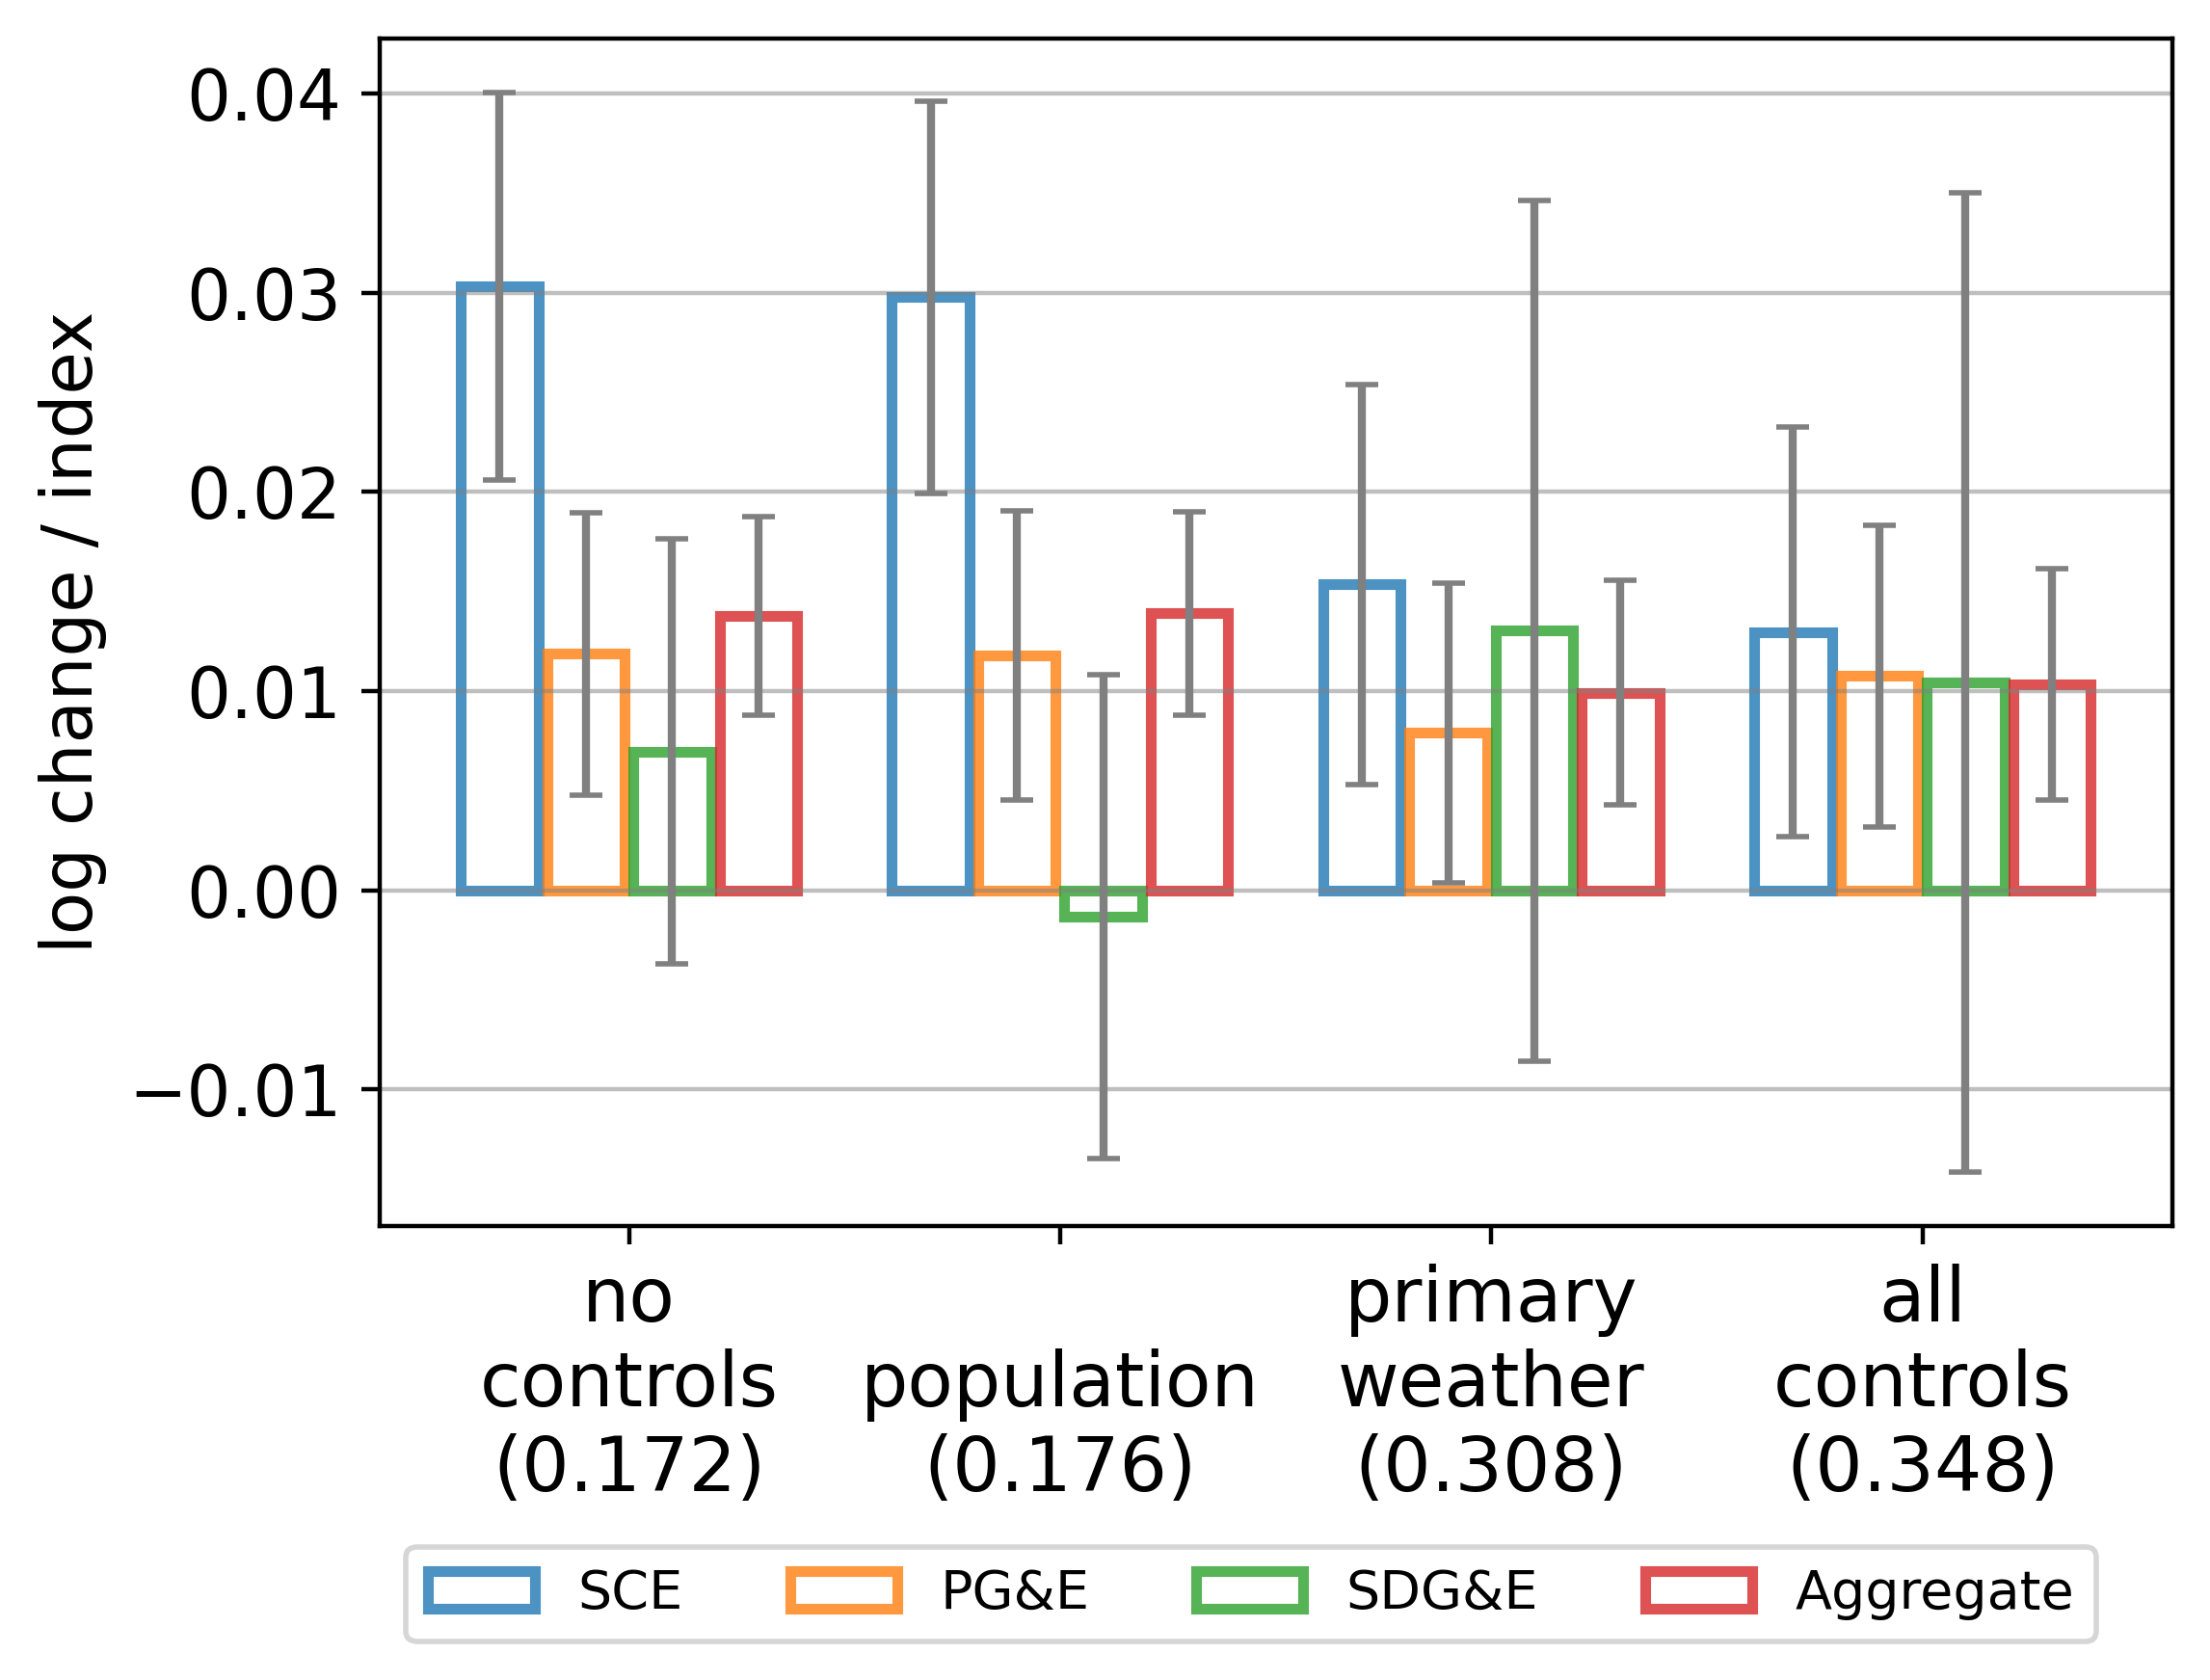 log change / index
0.04
0.03
0.02
0.01
0.00
−0.01
no
controls
(0.172)
population
(0.176)
primary
weather
(0.308)
all
controls
(0.348)
SCE
PG&E
SDG&E
Aggregate